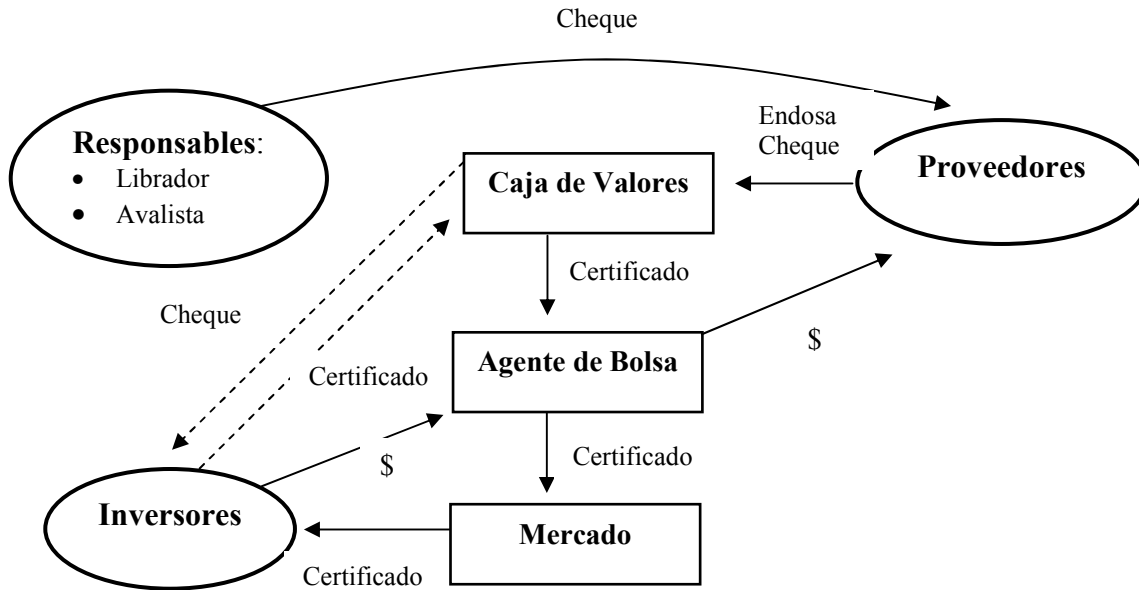 Cheque
Responsables:
• Librador
• Avalista
Endosa
Cheque
Proveedores
Caja de Valores
Certificado
Cheque
Agente de Bolsa
$
Certificado
$
Certificado
Inversores
Mercado
Certificado